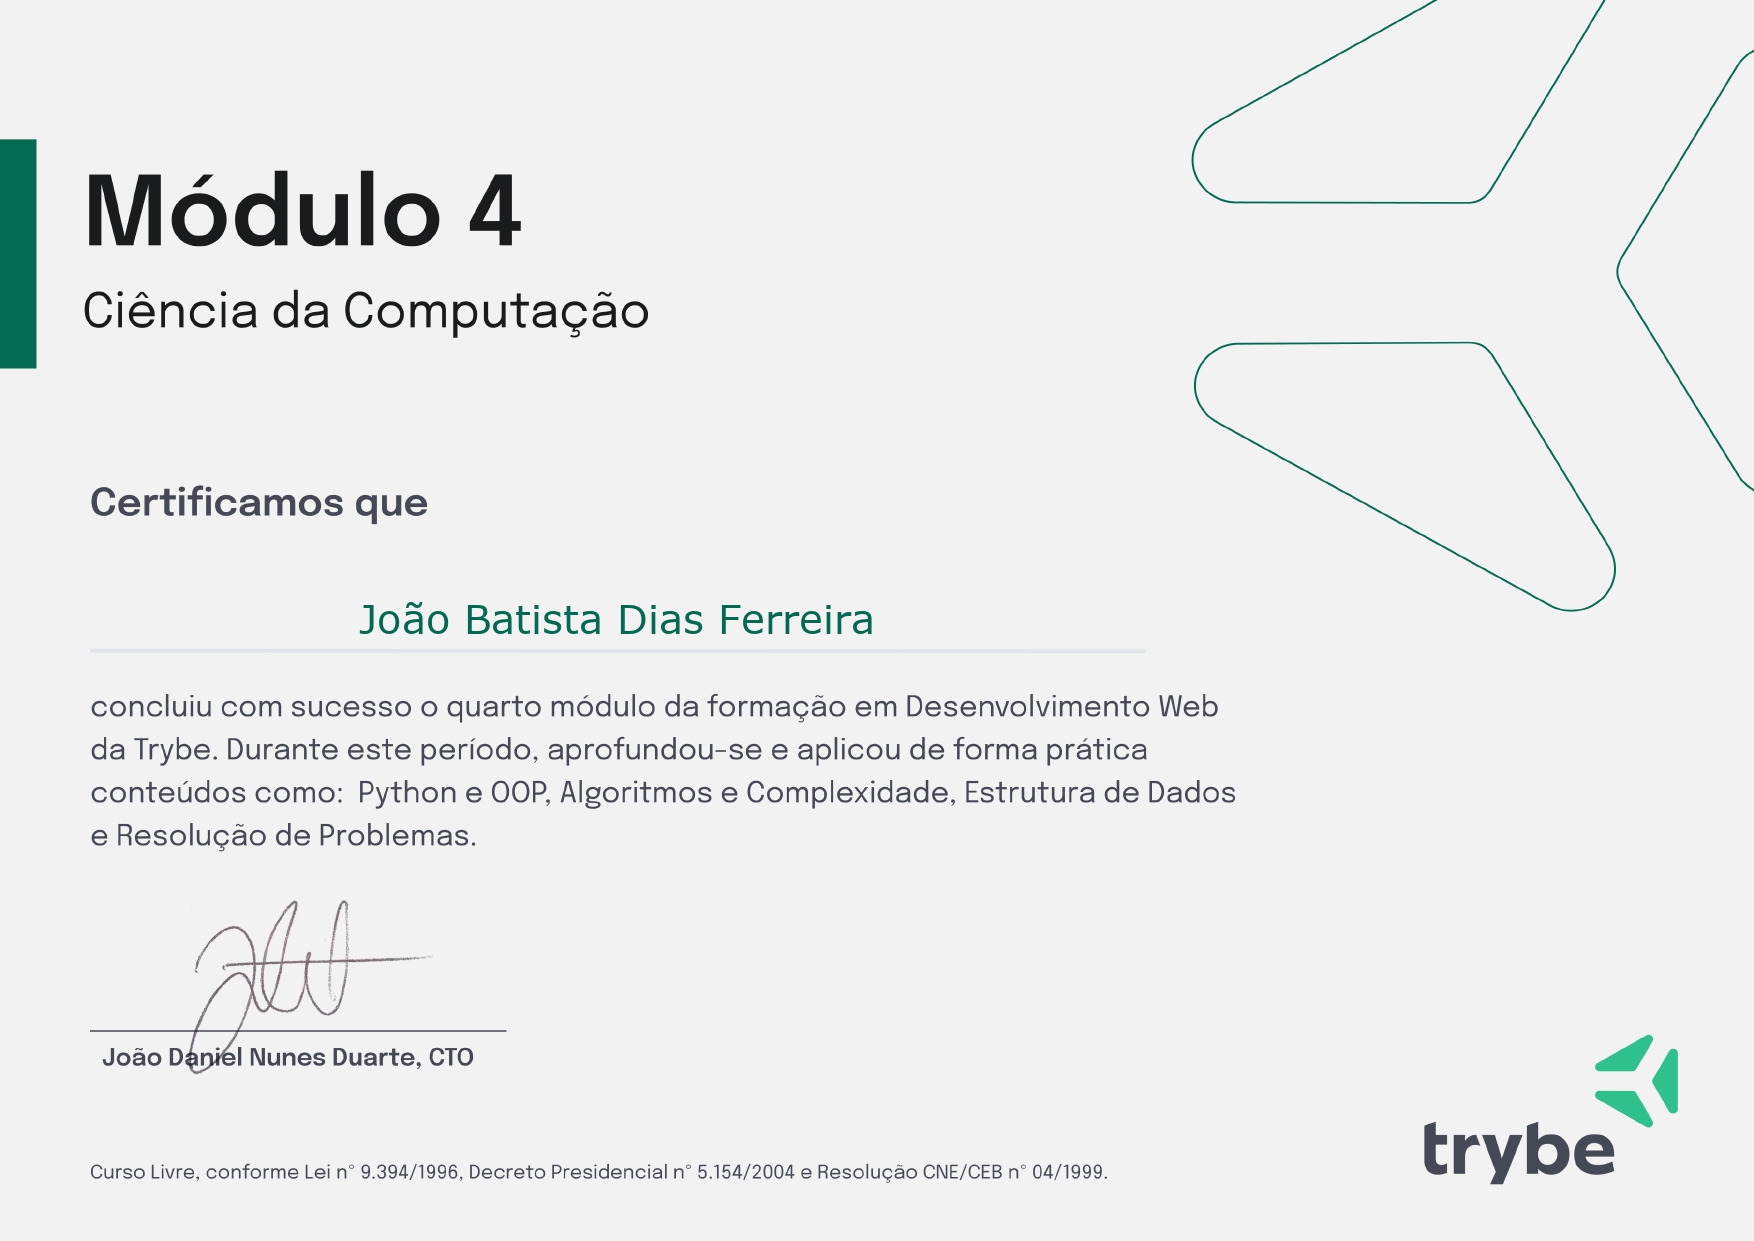 Módulo 4
Ciência da Computação
Certificamos que
João Batista Dias Ferreira
concluiu com sucesso o quarto módulo da formação em Desenvolvimento Web
da Trybe. Durante este período, aprofundou-se e aplicou de forma prática
conteúdos como:  Python e OOP, Algoritmos e Complexidade, Estrutura de Dados
e Resolução de Problemas.
João Daniel Nunes Duarte, CTO
trybe
Curso Livre, conforme Lei n° 9.394/1996, Decreto Presidencial n° 5.154/2004 e Resolução CNE/CEB n° 04/1999.